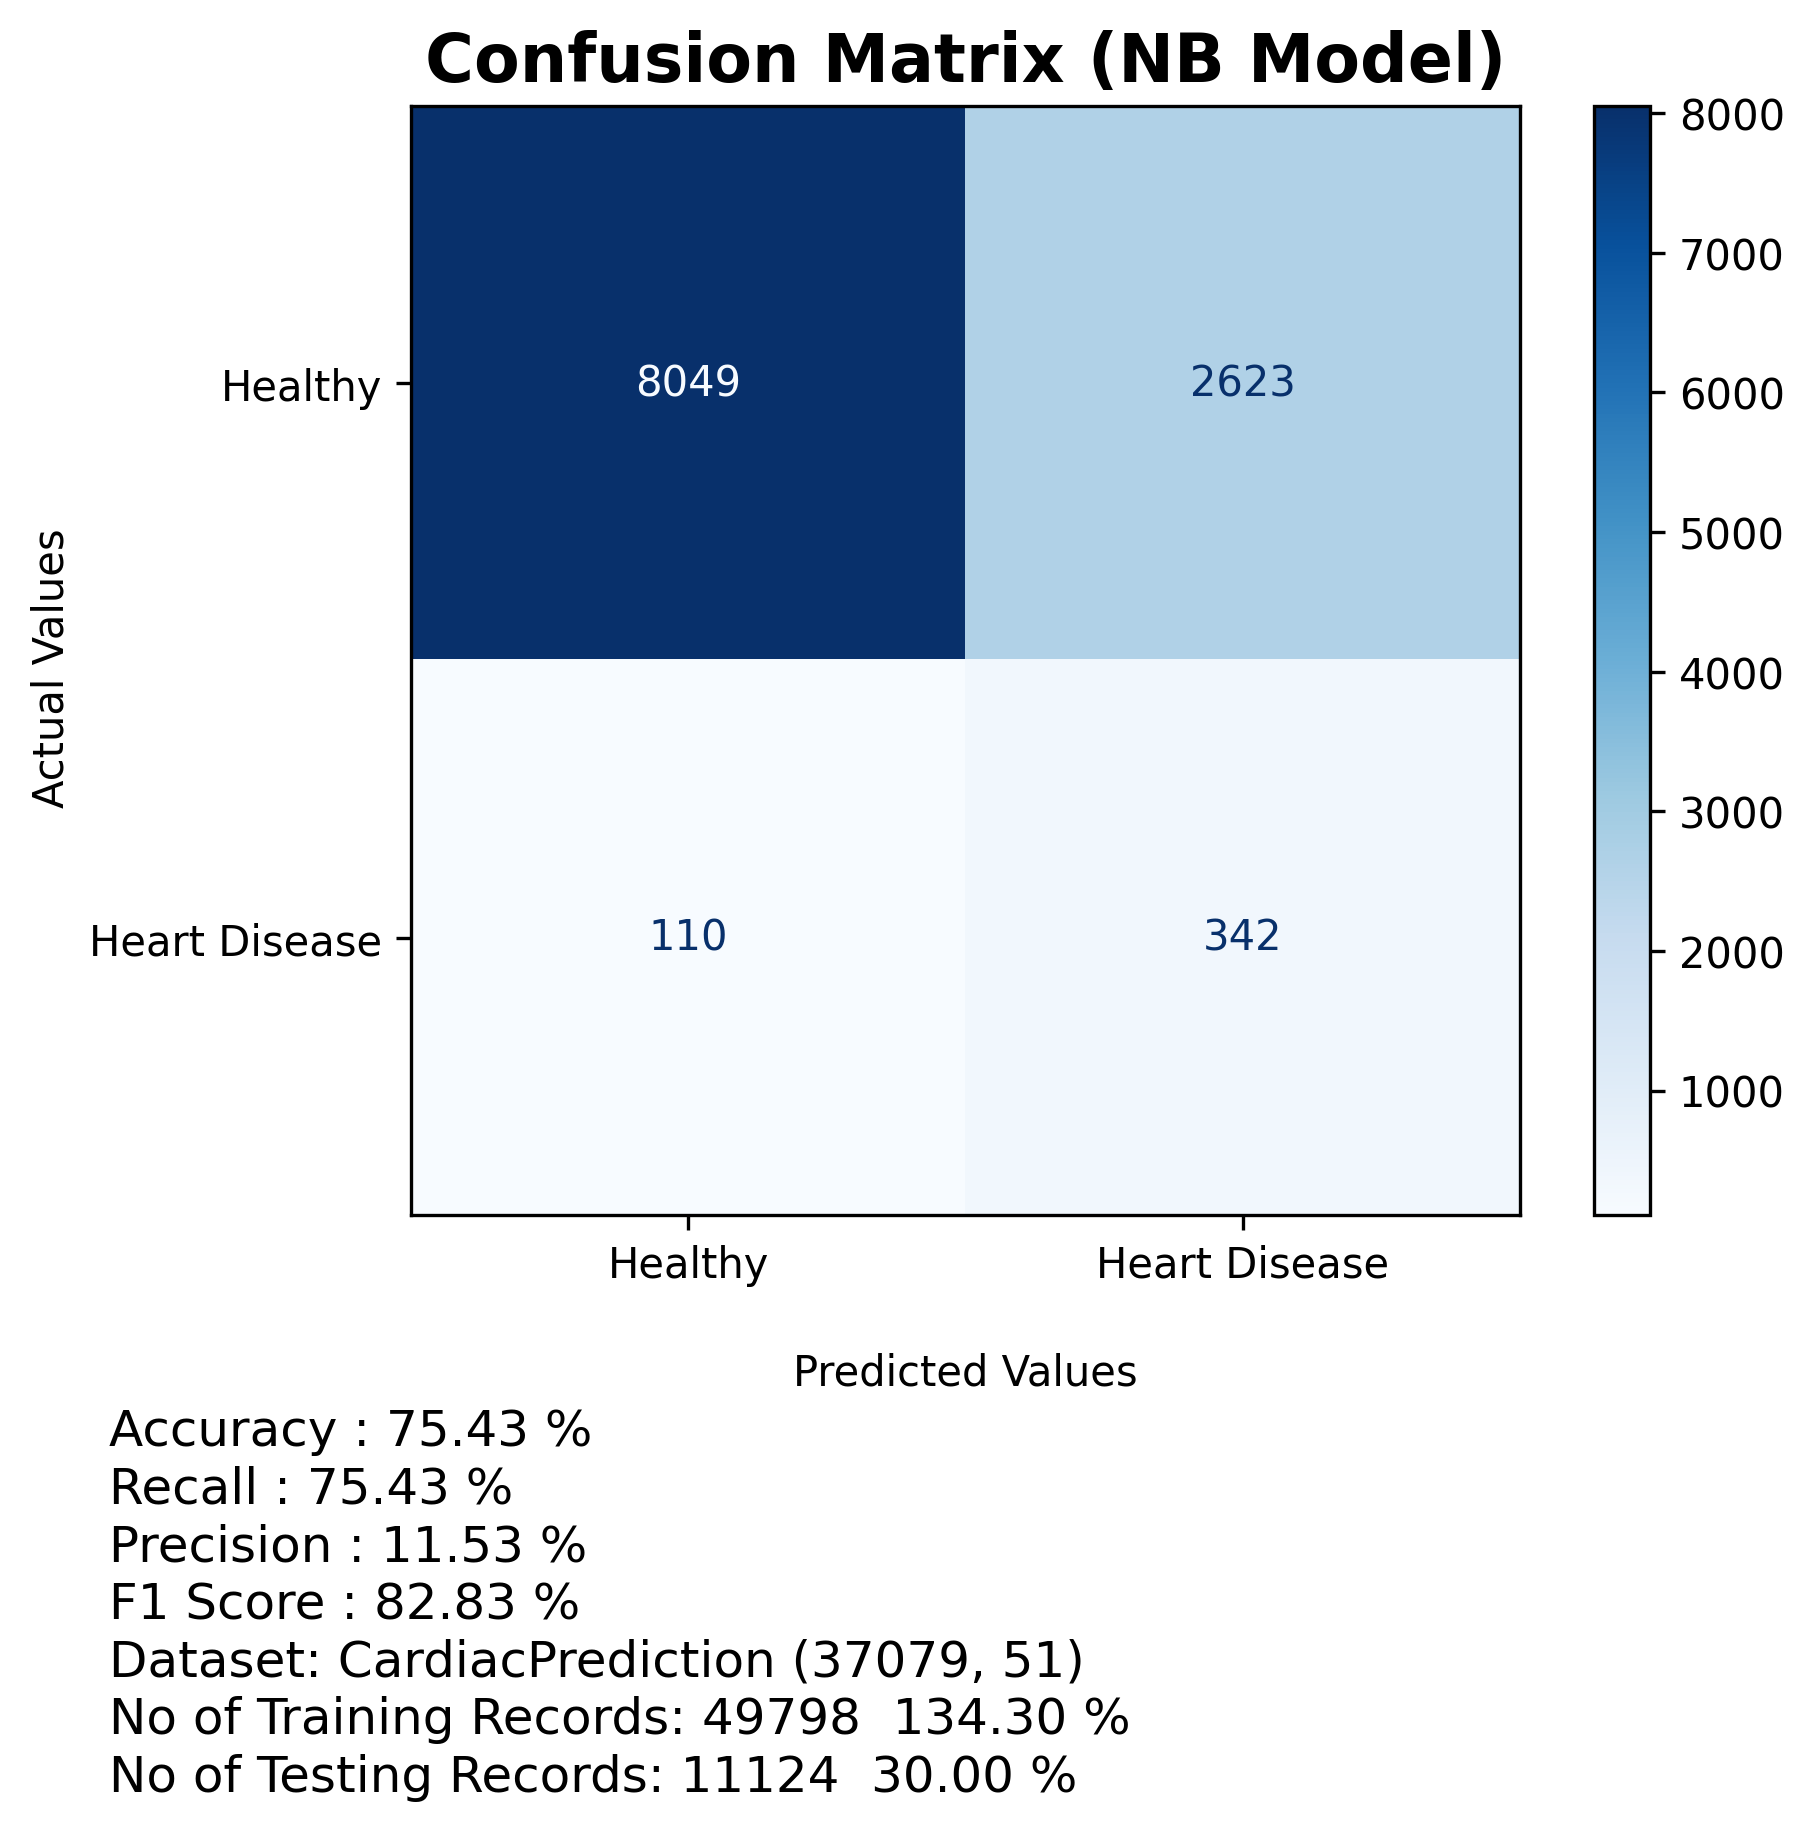 Confusion Matrix (NB Model)
8000
7000
6000
5000
4000
3000
2000
1000
Actual Values
Healthy
8049
2623
Heart Disease
110
342
Healthy
Heart Disease
Predicted Values
Accuracy : 75.43 %
Recall : 75.43 %
Precision : 11.53 %
F1 Score : 82.83 %
Dataset: CardiacPrediction (37079, 51)
No of Training Records: 49798  134.30 %
No of Testing Records: 11124  30.00 %